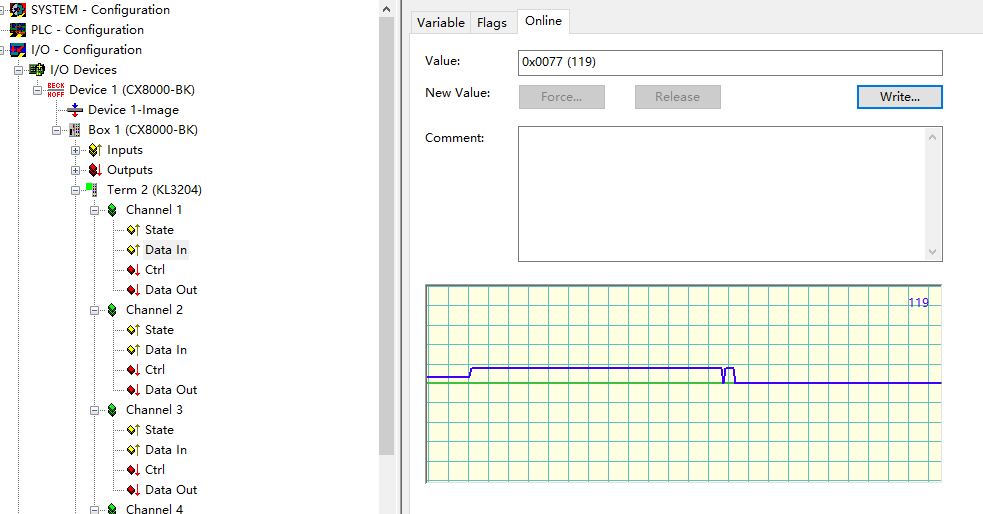 SYSTEM - Configuration
PLC - Configuration
I/O - Configuration
I/O Devices
BECK
HOFF
Device 1 (CX8000-BK)
Device 1-Image
Box 1 (CX8000-BK)
Inputs
Outputs
Term 2 (KL3204)
Channel 1
State
Data In
Ctrl
Data Out
Channel 2
State
Data In
Ctrl
Data Out
Channel 3
State
Data In
Ctrl
Data Out
Channel 4
Variable Flags Online
Value: 0x0077 (119)
New Value: Force... Release Write...
Comment:
119